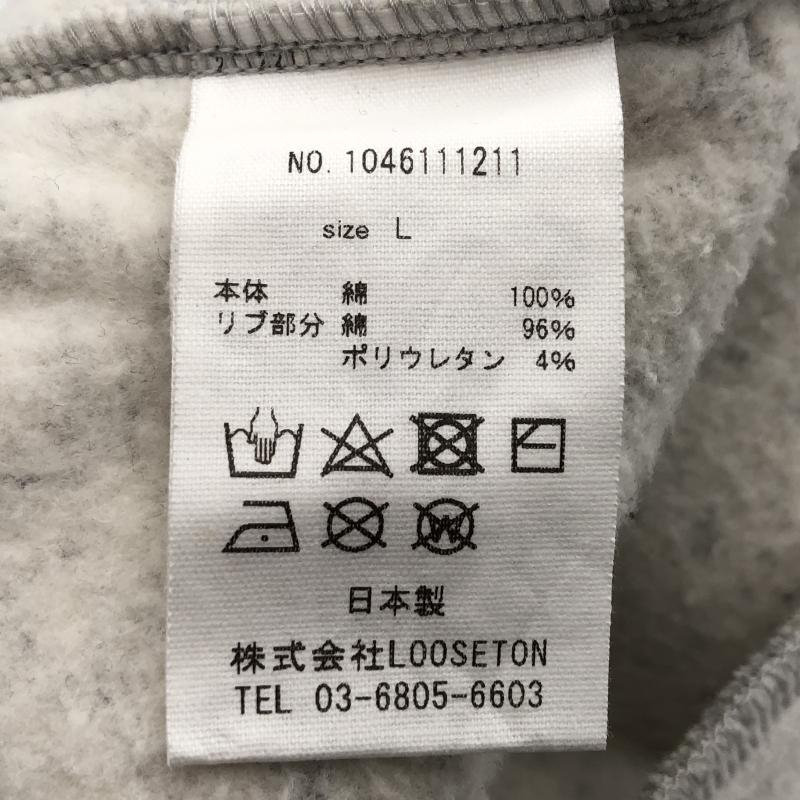 NO. 1046111211
size L
本体 綿 100%
リブ部分 綿 96%
ポリウレタン 4%
W
日本製
株式会社LOOSETON
TEL 03-6805-6603